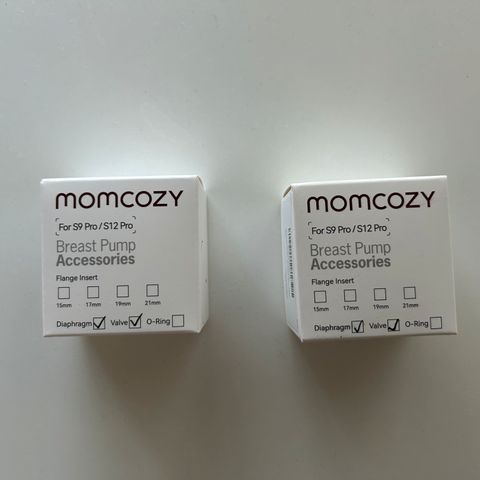 momcozy
For S9 Pro / S12 Pro
Breast Pump
Accessories
Flange Insert
15mm 17mm 19mm 21mm
Diaphragm Valve O-Ring
momcozy
For S9 Pro / S12 Pro
Breast Pump
Accessories
Flange Insert
15mm 17mm 19mm 21mm
Diaphragm Valve O-Ring